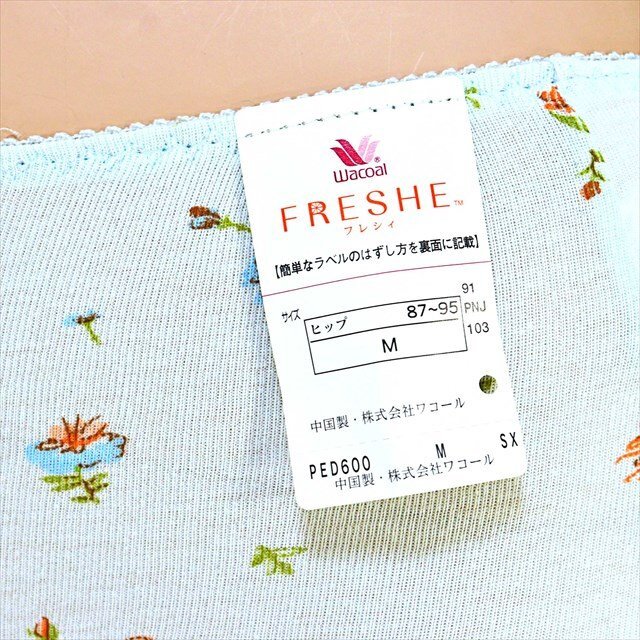 Wacoal®
FRESHE™
フレシィ
【簡単なラベルのはずし方を裏面に記載】
サイズ
ヒップ 87~95
M
91
PNJ
103
中国製・株式会社ワコール
PED600 M SX
中国製・株式会社ワコール